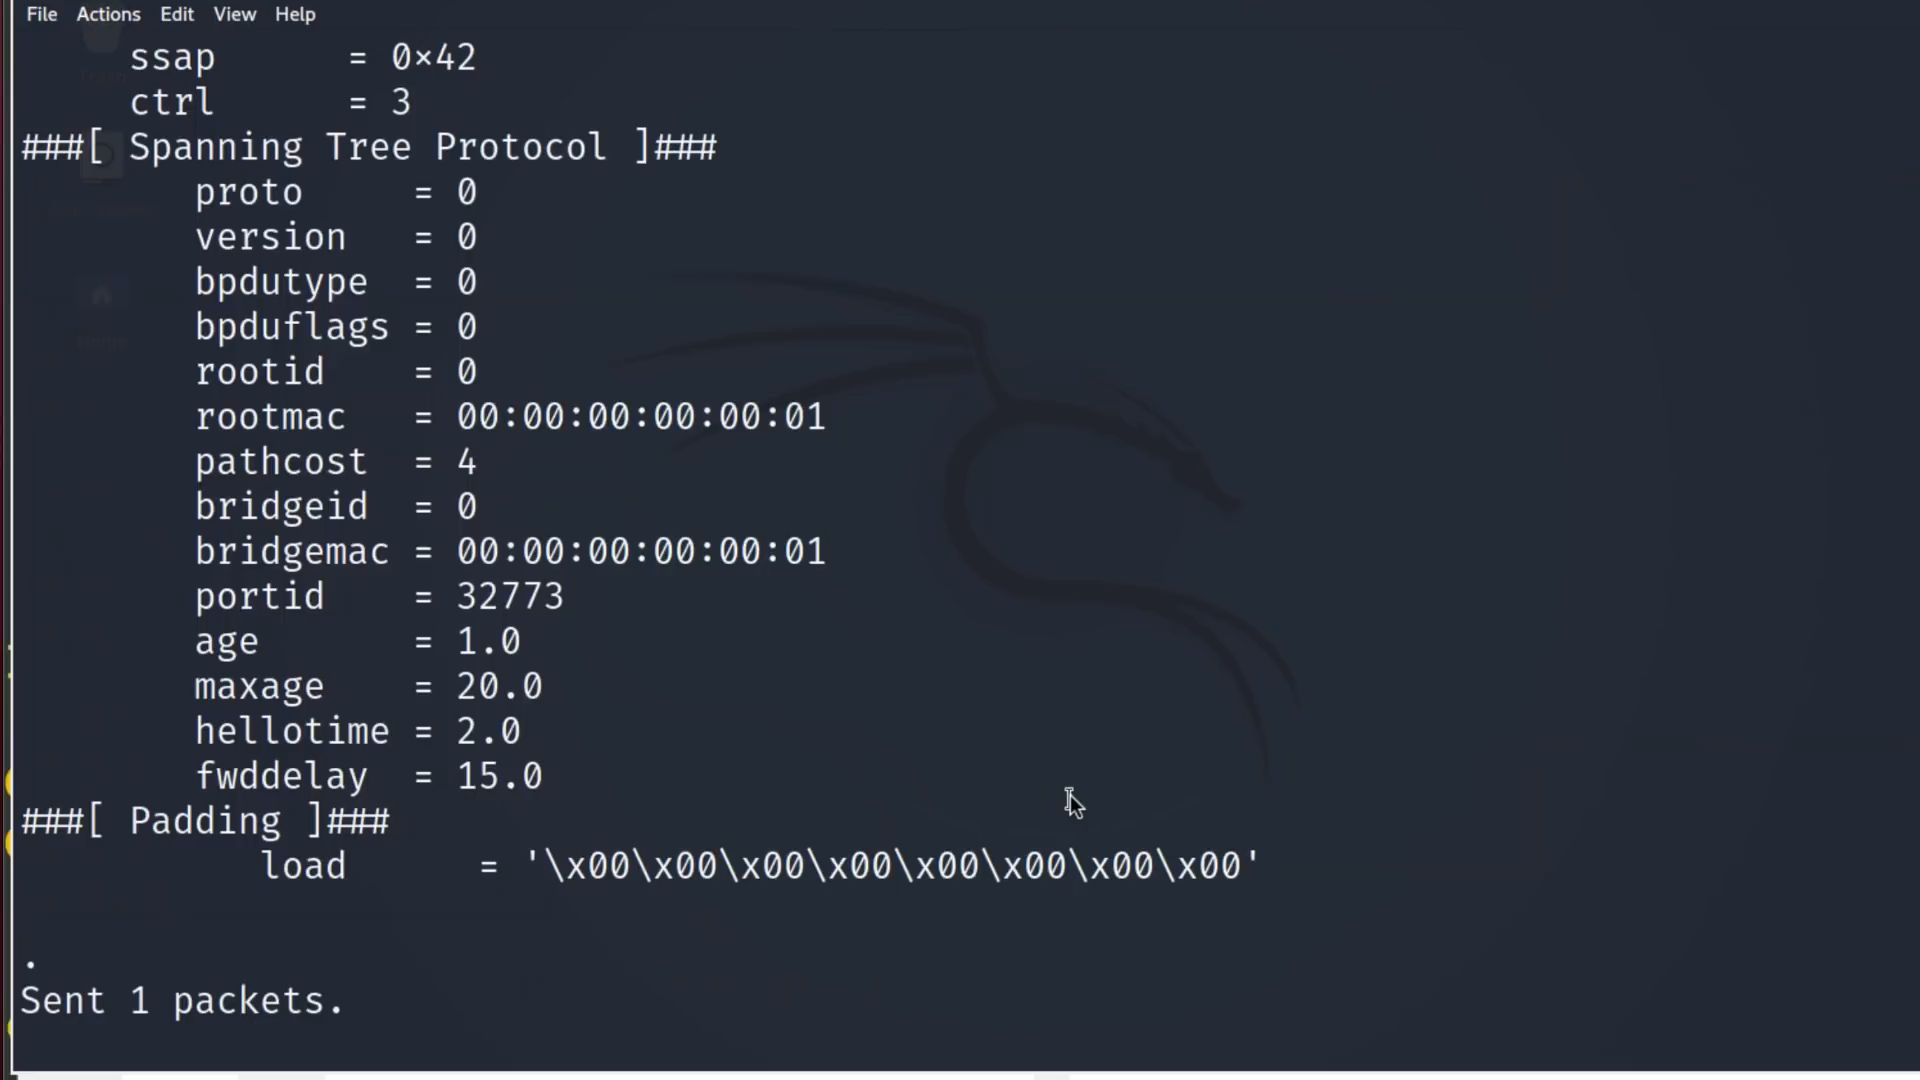 File Actions Edit View Help
ssap = 0×42
ctrl = 3
###[ Spanning Tree Protocol ]###
proto = 0
version = 0
bpdutype = 0
bpduflags = 0
rootid = 0
rootmac = 00:00:00:00:00:01
pathcost = 4
bridgeid = 0
bridgemac = 00:00:00:00:00:01
portid = 32773
age = 1.0
maxage = 20.0
hellotime = 2.0
fwddelay = 15.0
###[ Padding ]###
load = '\x00\x00\x00\x00\x00\x00\x00\x00'
.
Sent 1 packets.